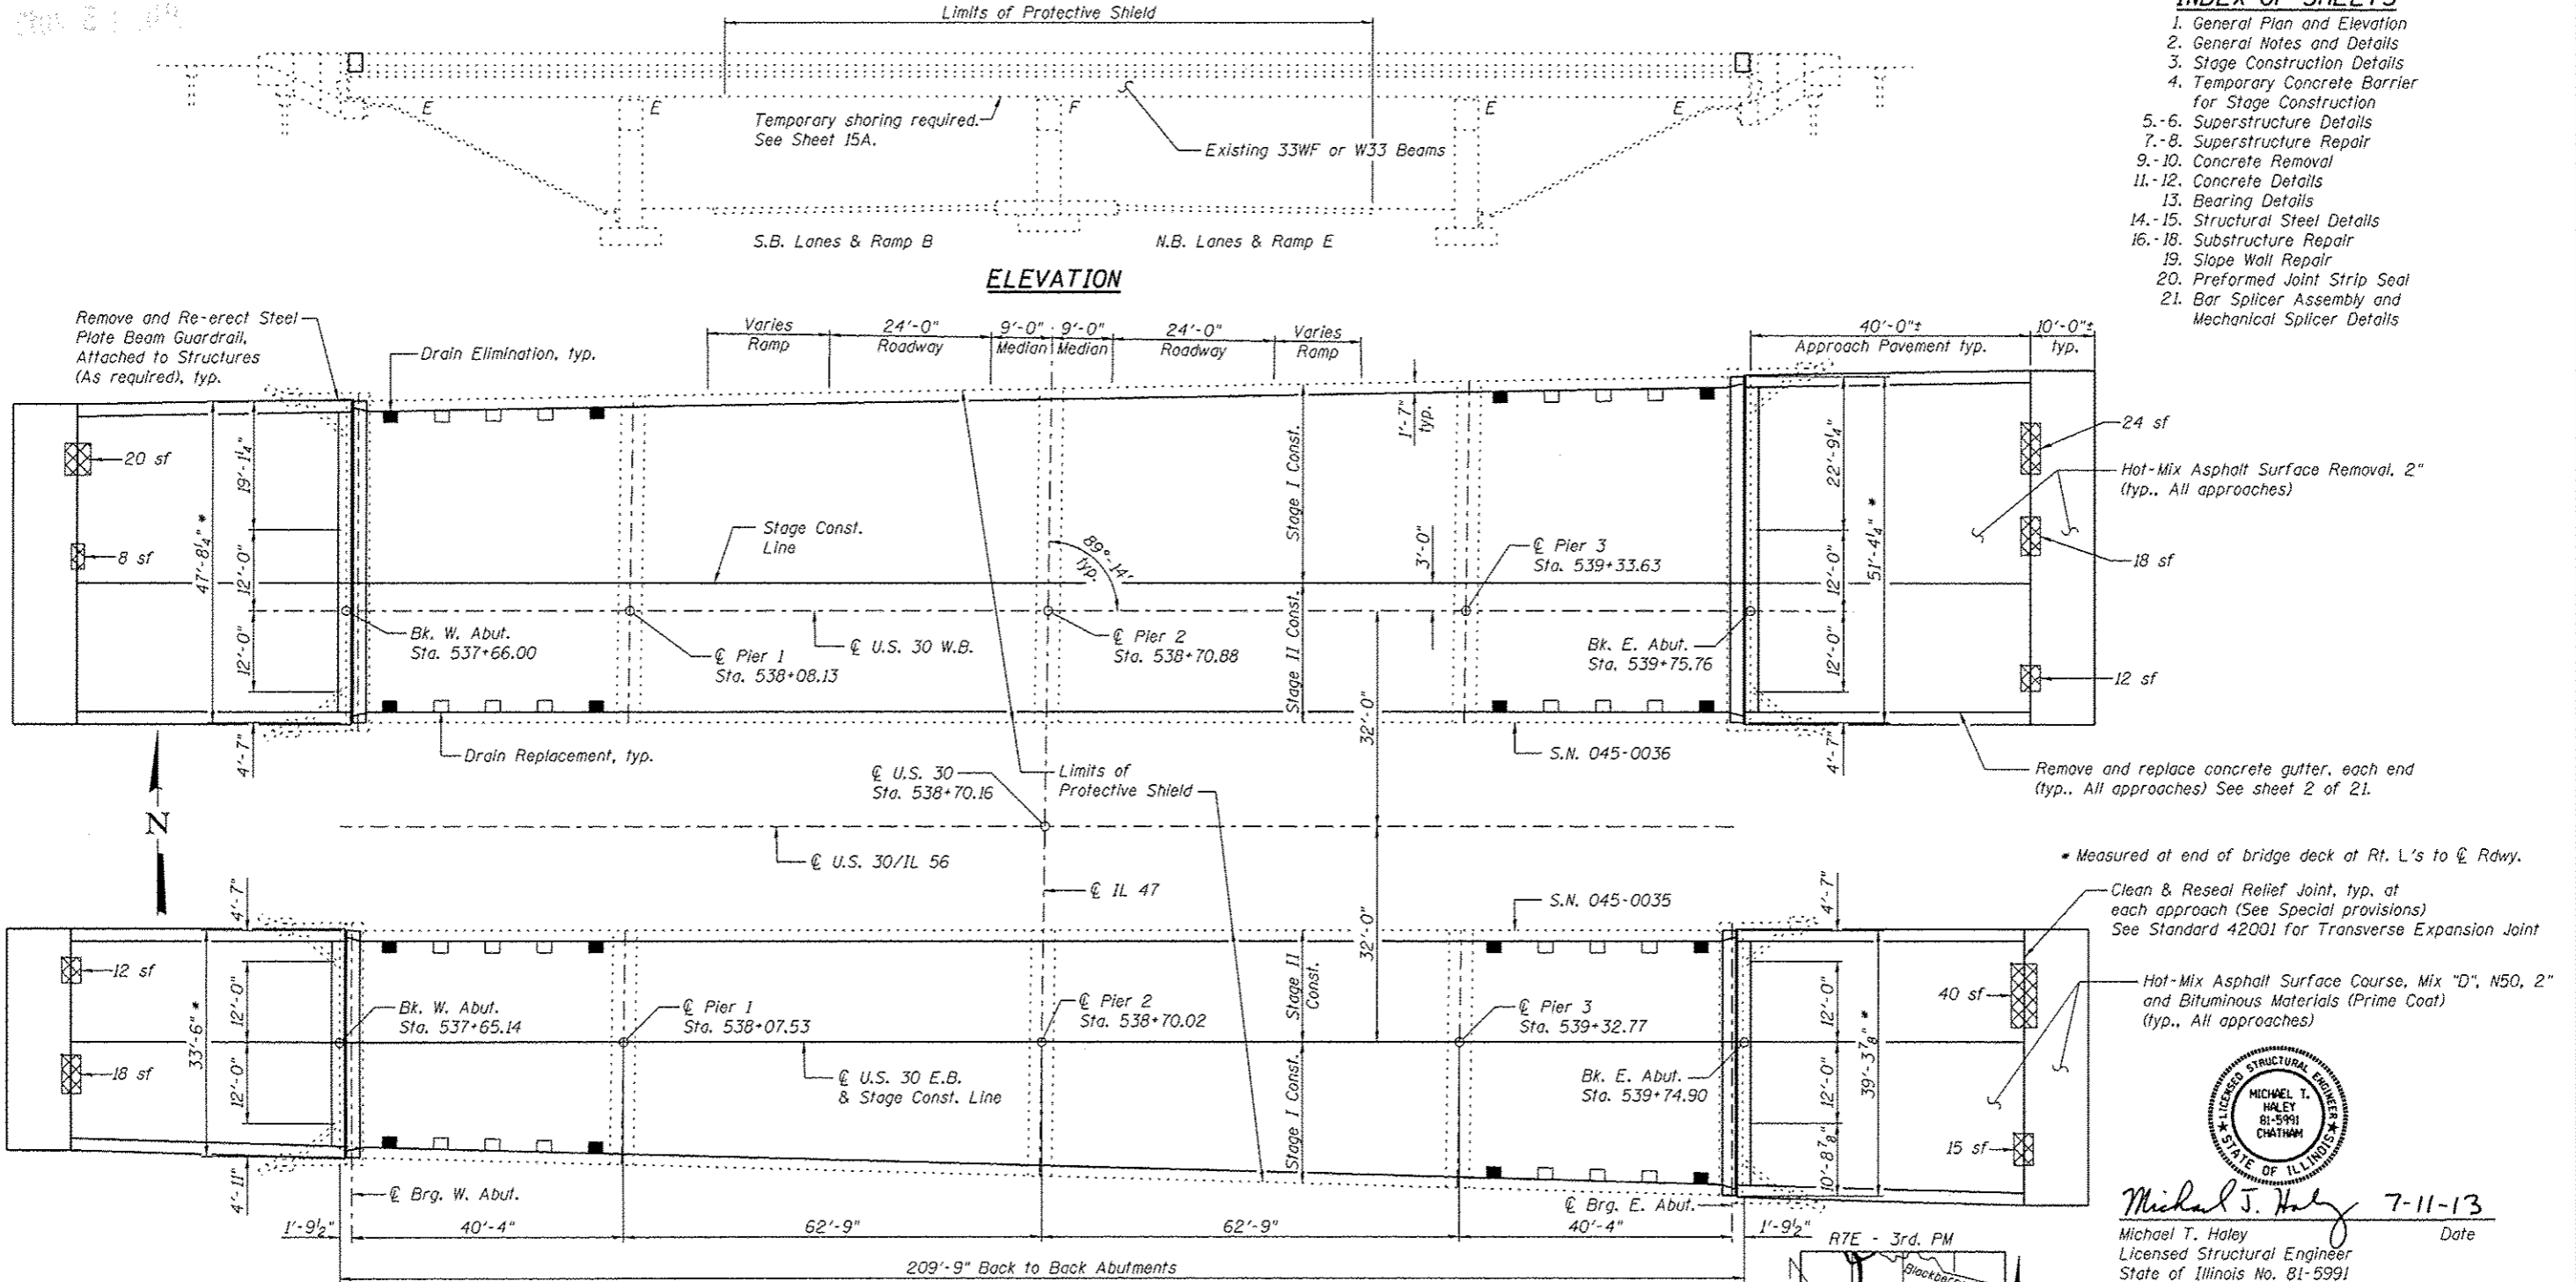 Limits of Protective Shield
E
E
F
E
E
Temporary shoring required.
See Sheet 15A.
Existing 33WF or W33 Beams
S.B. Lanes & Ramp B
N.B. Lanes & Ramp E
ELEVATION
INDEX OF SHEETS
1. General Plan and Elevation
2. General Notes and Details
3. Stage Construction Details
4. Temporary Concrete Barrier
for Stage Construction
5.-6. Superstructure Details
7.-8. Superstructure Repair
9.-10. Concrete Removal
11.-12. Concrete Details
13. Bearing Details
14.-15. Structural Steel Details
16.-18. Substructure Repair
19. Slope Wall Repair
20. Preformed Joint Strip Seal
21. Bar Splicer Assembly and
Mechanical Splicer Details
Remove and Re-erect Steel
Plate Beam Guardrail,
Attached to Structures
(As required), typ.
Drain Elimination, typ.
Varies
Ramp
24'-0"
Roadway
9'-0"
Median
9'-0"
Median
24'-0"
Roadway
Varies
Ramp
40'-0"±
Approach Pavement typ.
10'-0"±
typ.
1'-7"
typ.
20 sf
8 sf
47'-8¼" *
19'-1¼"
12'-0"
12'-0"
4'-7"
Stage Const.
Line
89°-14'
typ.
Stage I Const.
Stage II Const.
3'-0"
32'-0"
Bk. W. Abut.
Sta. 537+66.00
℄ Pier 1
Sta. 538+08.13
℄ U.S. 30 W.B.
℄ Pier 2
Sta. 538+70.88
℄ Pier 3
Sta. 539+33.63
Bk. E. Abut.
Sta. 539+75.76
22'-9¼"
12'-0"
12'-0"
51'-4¼" *
4'-7"
24 sf
Hot-Mix Asphalt Surface Removal, 2"
(typ., All approaches)
18 sf
12 sf
Drain Replacement, typ.
S.N. 045-0036
Remove and replace concrete gutter, each end
(typ., All approaches) See sheet 2 of 21.
℄ U.S. 30
Sta. 538+70.16
Limits of
Protective Shield
N
℄ U.S. 30/IL 56
℄ IL 47
32'-0"
S.N. 045-0035
* Measured at end of bridge deck at Rt. L's to ℄ Rdwy.
Clean & Reseal Relief Joint, typ. at
each approach (See Special provisions)
See Standard 42001 for Transverse Expansion Joint
4'-7"
12 sf
18 sf
33'-6" *
12'-0"
12'-0"
4'-11"
Bk. W. Abut.
Sta. 537+65.14
℄ Pier 1
Sta. 538+07.53
℄ U.S. 30 E.B.
& Stage Const. Line
℄ Pier 2
Sta. 538+70.02
Stage II
Const.
Stage I Const.
℄ Pier 3
Sta. 539+32.77
Bk. E. Abut.
Sta. 539+74.90
4'-7"
12'-0"
12'-0"
10'-8⅞"
39'-3⅞" *
40 sf
15 sf
Hot-Mix Asphalt Surface Course, Mix "D", N50, 2"
and Bituminous Materials (Prime Coat)
(typ., All approaches)
LICENSED STRUCTURAL ENGINEER
MICHAEL T.
HALEY
81-5991
CHATHAM
STATE OF ILLINOIS
Michael T. Haley 7-11-13
Michael T. Haley Date
Licensed Structural Engineer
State of Illinois No. 81-5991
℄ Brg. W. Abut.
℄ Brg. E. Abut.
1'-9½"
40'-4"
62'-9"
62'-9"
40'-4"
1'-9½"
209'-9" Back to Back Abutments
R7E - 3rd. PM